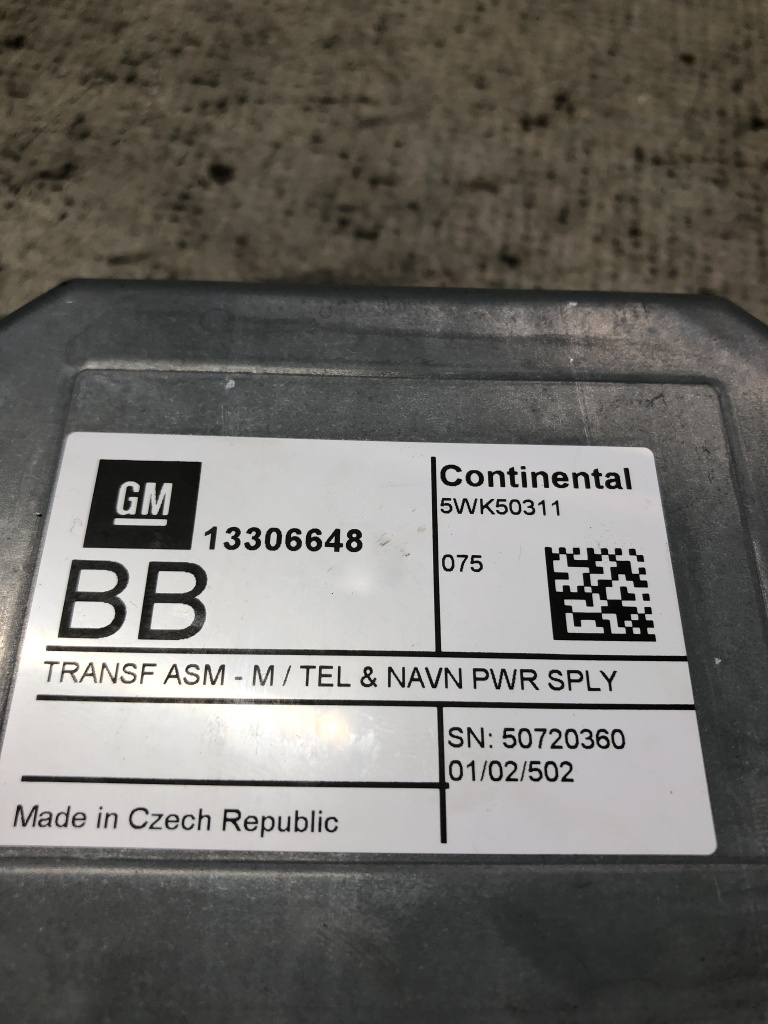 GM
13306648
BB
Continental
5WK50311
075
TRANSF ASM - M / TEL & NAVN PWR SPLY
SN: 50720360
01/02/502
Made in Czech Republic